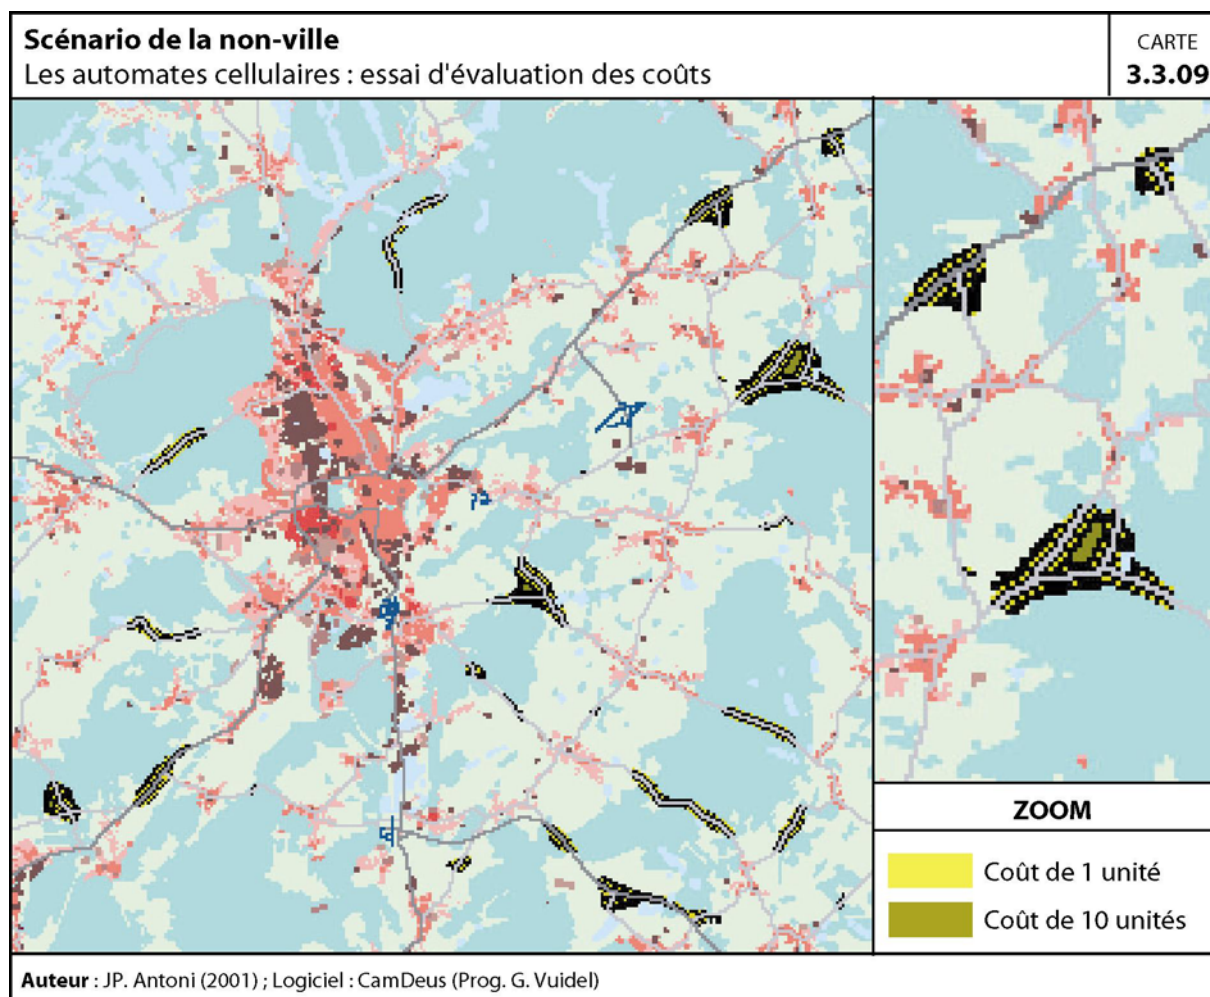 Scénario de la non-ville
Les automates cellulaires : essai d'évaluation des coûts
CARTE
3.3.09
ZOOM
Coût de 1 unité
Coût de 10 unités
Auteur : JP. Antoni (2001) ; Logiciel : CamDeus (Prog. G. Vuidel)